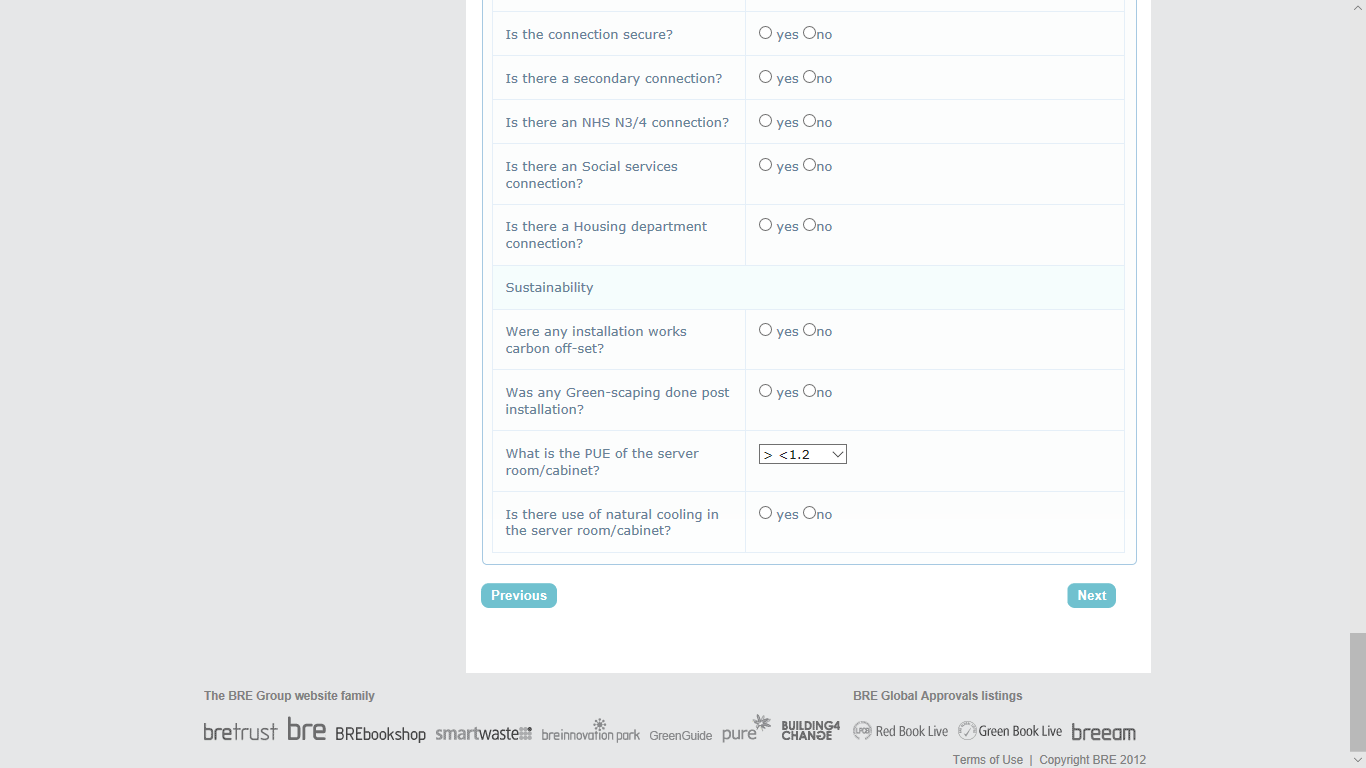 Is the connection secure?
yes no
Is there a secondary connection?
yes no
Is there an NHS N3/4 connection?
yes no
Is there an Social services
connection?
yes no
Is there a Housing department
connection?
yes no
Sustainability
Were any installation works
carbon off-set?
yes no
Was any Green-scaping done post
installation?
yes no
What is the PUE of the server
room/cabinet?
> <1.2
Is there use of natural cooling in
the server room/cabinet?
yes no
Previous
Next
The BRE Group website family
BRE Global Approvals listings
bretrust bre BREbookshop smartwaste breinnovation park GreenGuide pure BUILDING4 CHANGE LPCB Red Book Live Green Book Live breeam
Terms of Use | Copyright BRE 2012